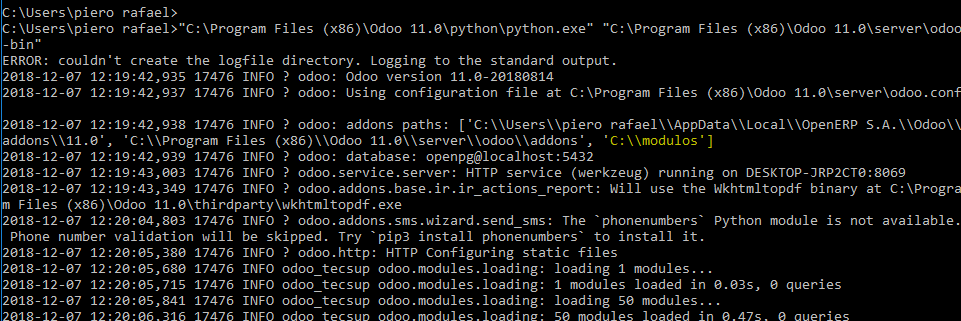 C:\Users\piero rafael>
C:\Users\piero rafael>"C:\Program Files (x86)\Odoo 11.0\python\python.exe" "C:\Program Files (x86)\Odoo 11.0\server\odoo
-bin"
ERROR: couldn't create the logfile directory. Logging to the standard output.
2018-12-07 12:19:42,935 17476 INFO ? odoo: Odoo version 11.0-20180814
2018-12-07 12:19:42,937 17476 INFO ? odoo: Using configuration file at C:\Program Files (x86)\Odoo 11.0\server\odoo.conf
2018-12-07 12:19:42,938 17476 INFO ? odoo: addons paths: ['C:\\Users\\piero rafael\\AppData\\Local\\OpenERP S.A.\\Odoo\\
addons\\11.0', 'C:\\Program Files (x86)\\Odoo 11.0\\server\\odoo\\addons', 'C:\\modulos']
2018-12-07 12:19:42,939 17476 INFO ? odoo: database: openpg@localhost:5432
2018-12-07 12:19:43,003 17476 INFO ? odoo.service.server: HTTP service (werkzeug) running on DESKTOP-JRP2CT0:8069
2018-12-07 12:19:43,349 17476 INFO ? odoo.addons.base.ir.ir_actions_report: Will use the Wkhtmltopdf binary at C:\Progra
m Files (x86)\Odoo 11.0\thirdparty\wkhtmltopdf.exe
2018-12-07 12:20:04,803 17476 INFO ? odoo.addons.sms.wizard.send_sms: The `phonenumbers` Python module is not available.
Phone number validation will be skipped. Try `pip3 install phonenumbers` to install it.
2018-12-07 12:20:05,380 17476 INFO ? odoo.http: HTTP Configuring static files
2018-12-07 12:20:05,680 17476 INFO odoo_tecsup odoo.modules.loading: loading 1 modules...
2018-12-07 12:20:05,715 17476 INFO odoo_tecsup odoo.modules.loading: 1 modules loaded in 0.03s, 0 queries
2018-12-07 12:20:05,841 17476 INFO odoo_tecsup odoo.modules.loading: loading 50 modules...
2018-12-07 12:20:06,316 17476 INFO odoo_tecsup odoo.modules.loading: 50 modules loaded in 0.47s, 0 queries